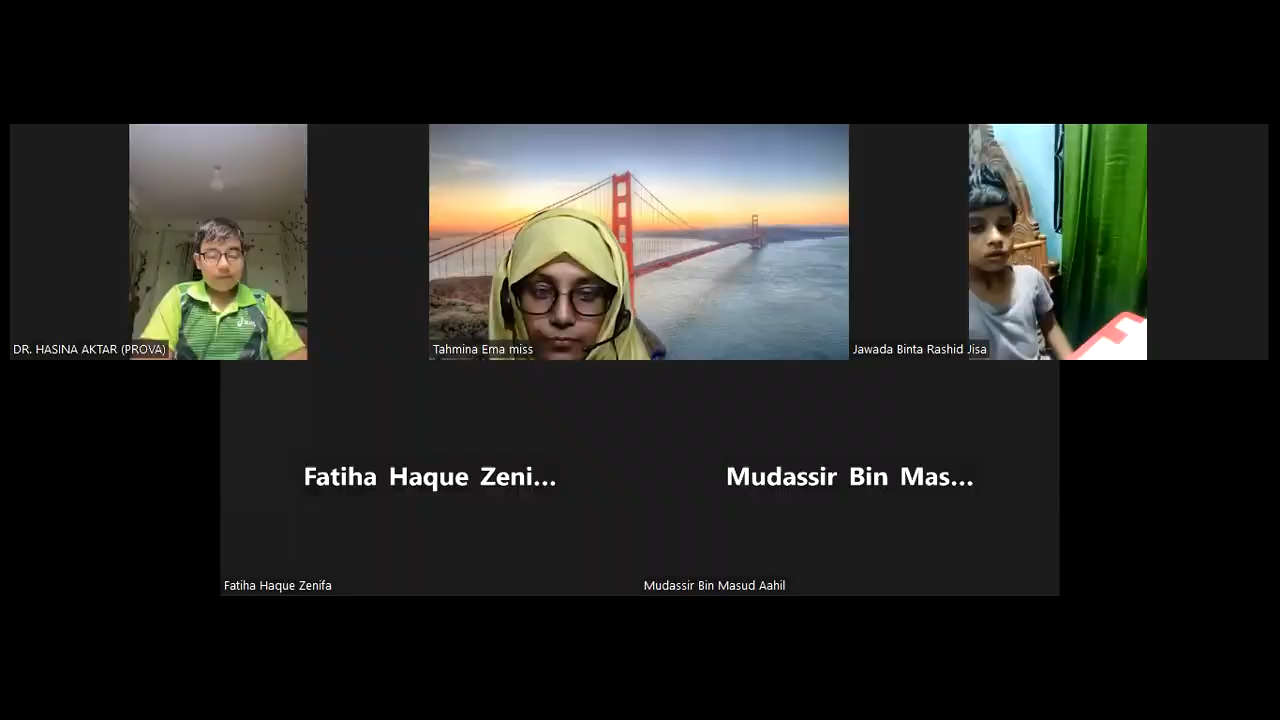 DR. HASINA AKTAR (PROVA)
Tahmina Ema miss
Jawada Binta Rashid Jisa
Fatiha Haque Zeni...
Mudassir Bin Mas...
Fatiha Haque Zenifa
Mudassir Bin Masud Aahil